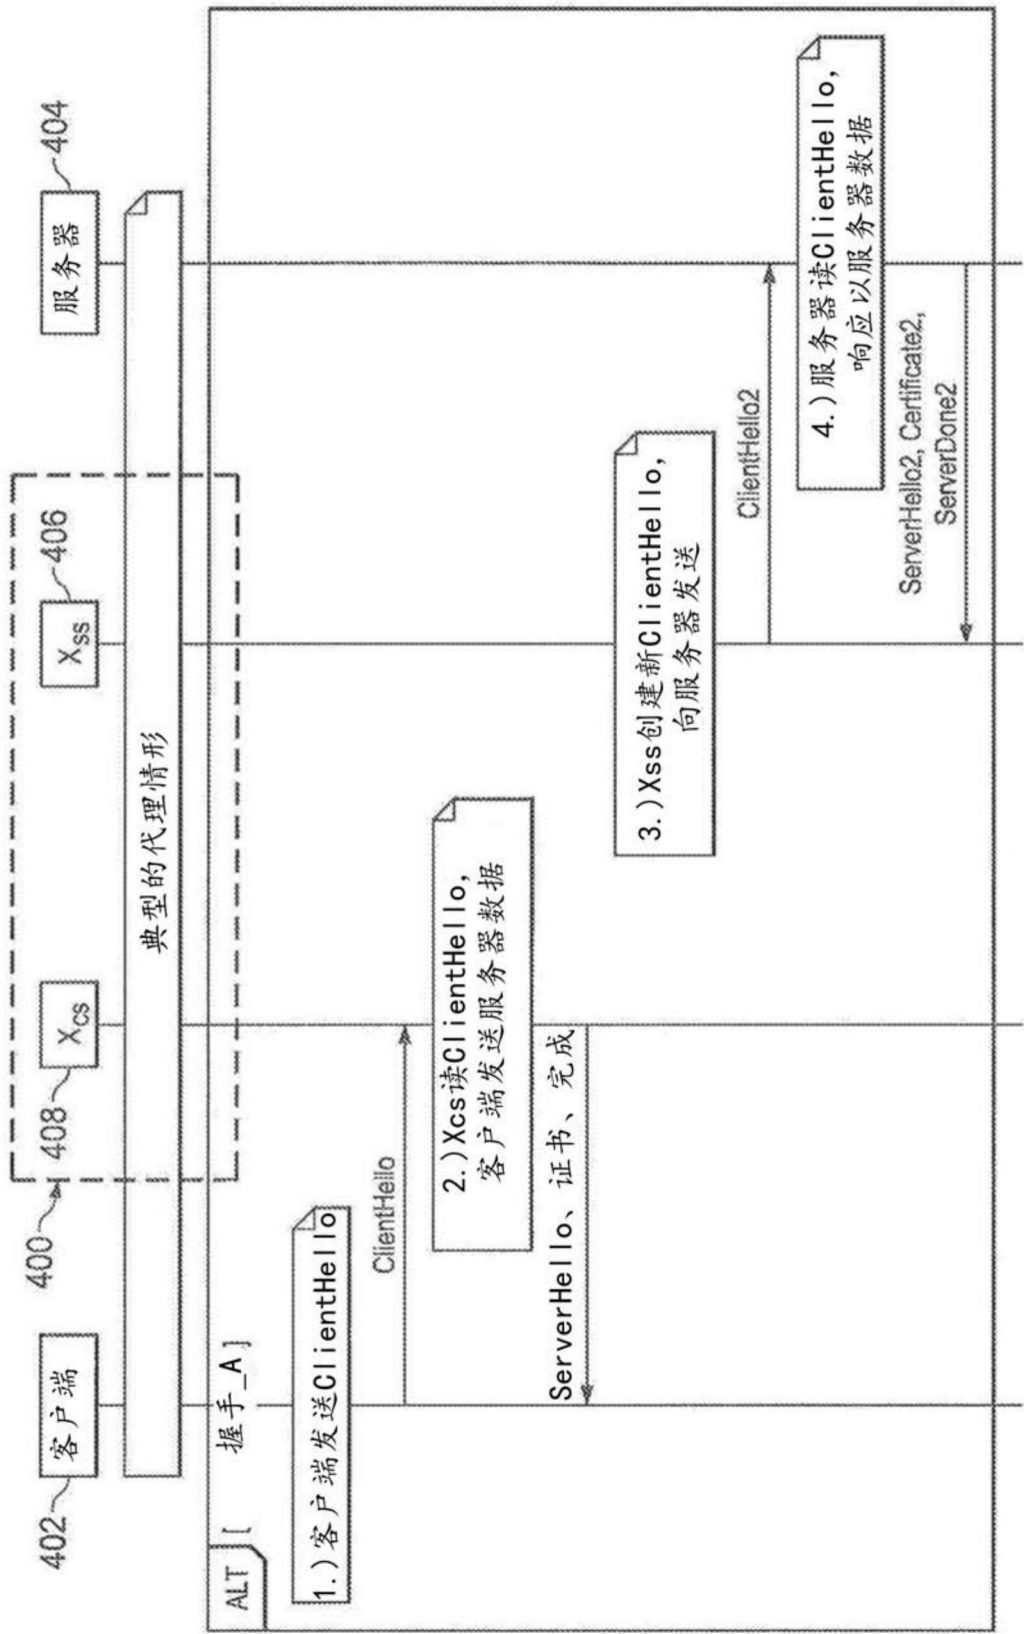 400
402
客户端
408
Xcs
406
Xss
404
服务器
典型的代理情形
ALT
[ 握手_A ]
1.)客户端发送ClientHello
ClientHello
2.)Xcs读ClientHello,
客户端发送服务器数据
ServerHello、证书、完成
3.)Xss创建新ClientHello,
向服务器发送
ClientHello2
4.)服务器读ClientHello,
响应以服务器数据
ServerHello2, Certificate2,
ServerDone2